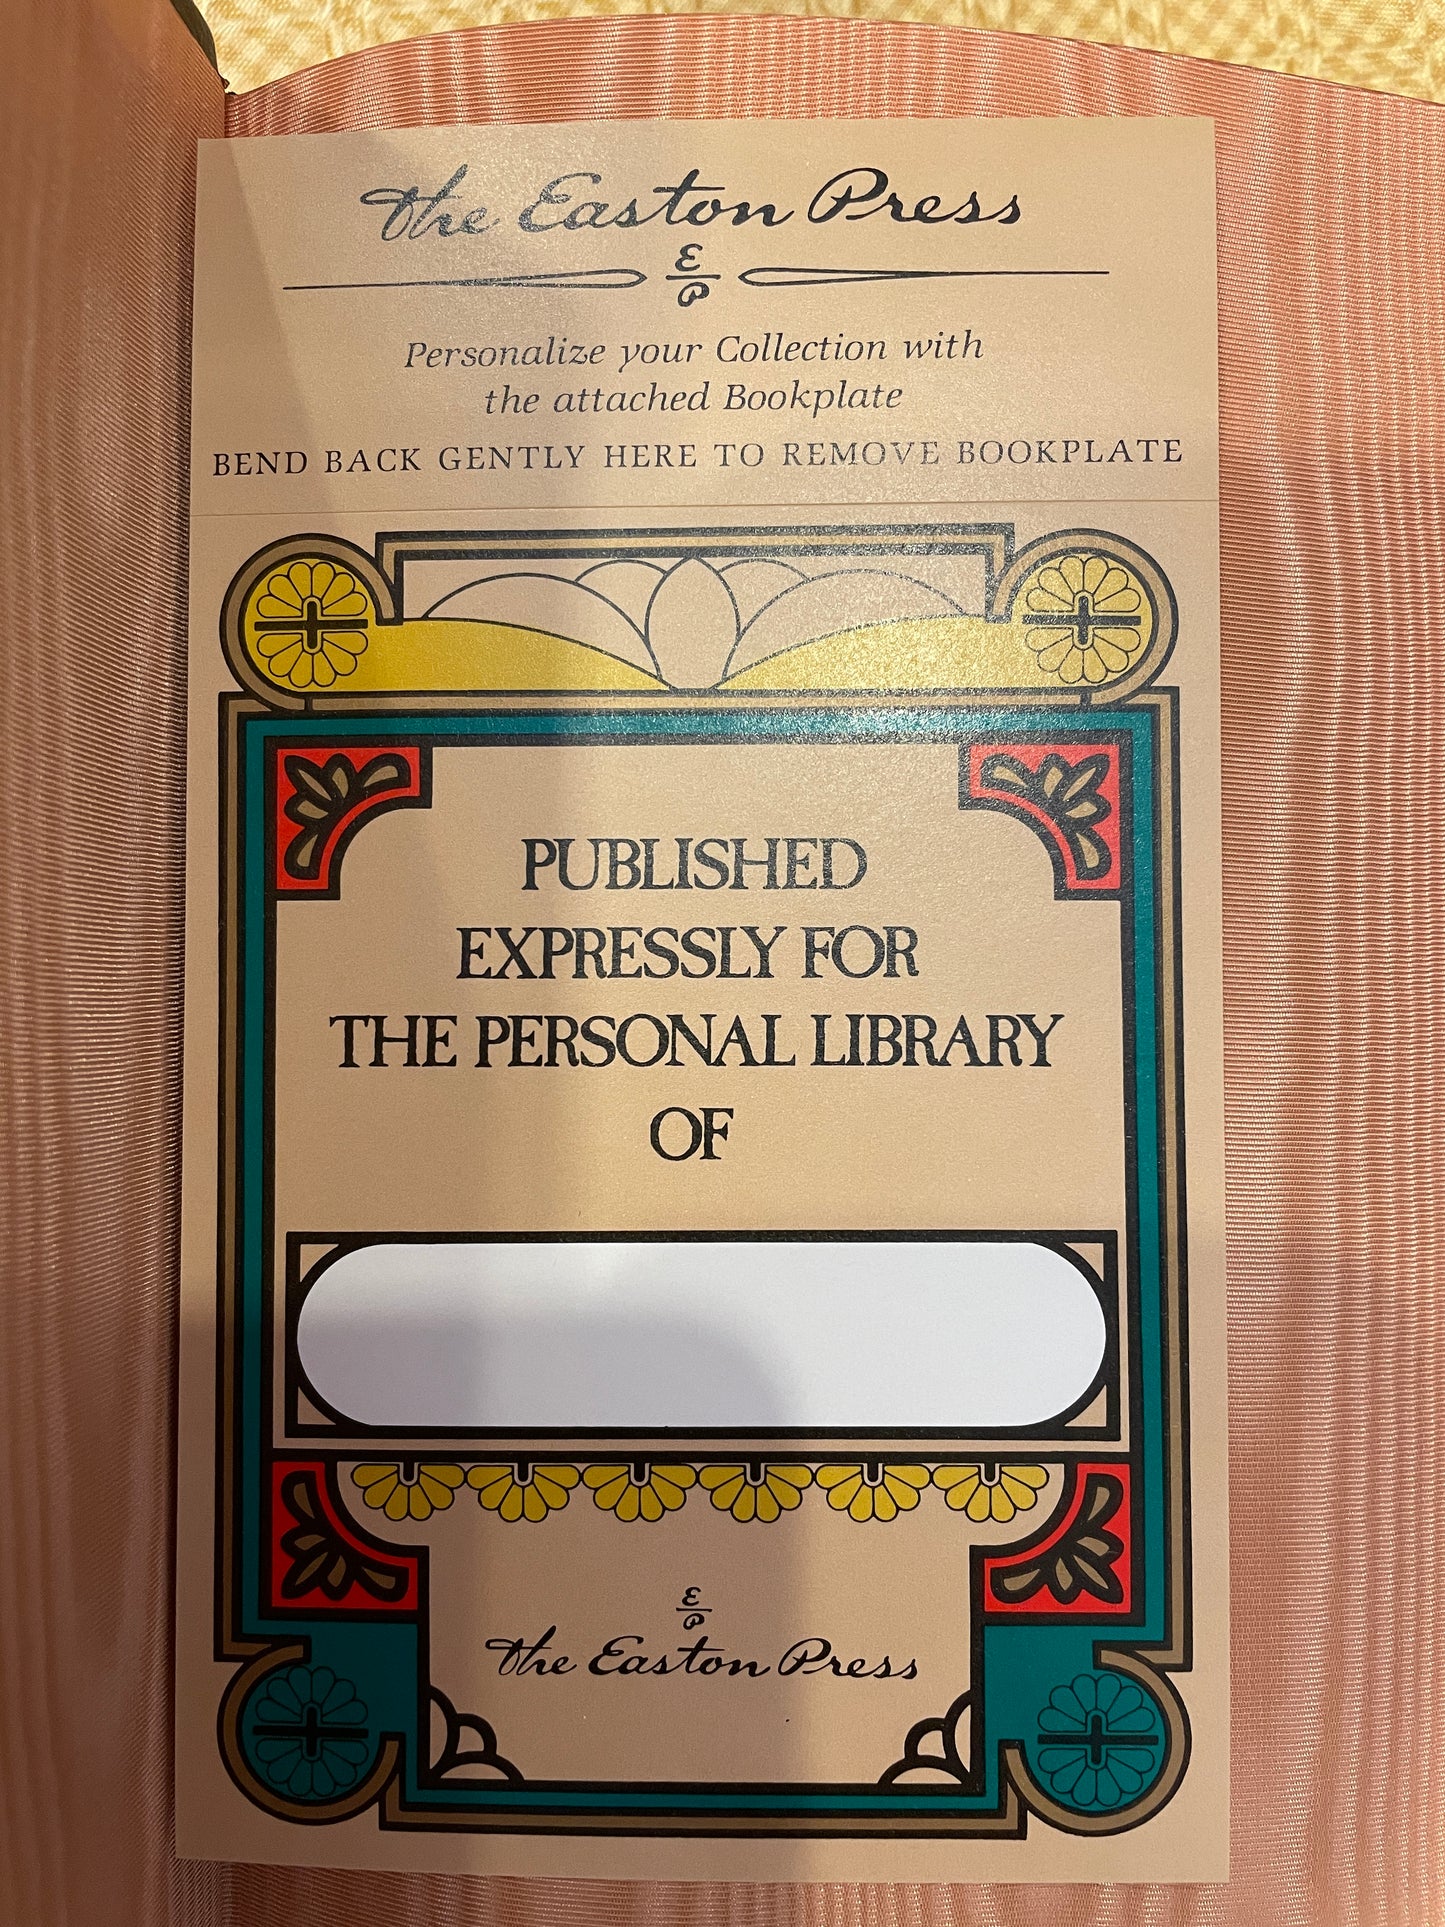 The Easton Press
E
P
Personalize your Collection with
the attached Bookplate
BEND BACK GENTLY HERE TO REMOVE BOOKPLATE
PUBLISHED
EXPRESSLY FOR
THE PERSONAL LIBRARY
OF
E
P
The Easton Press